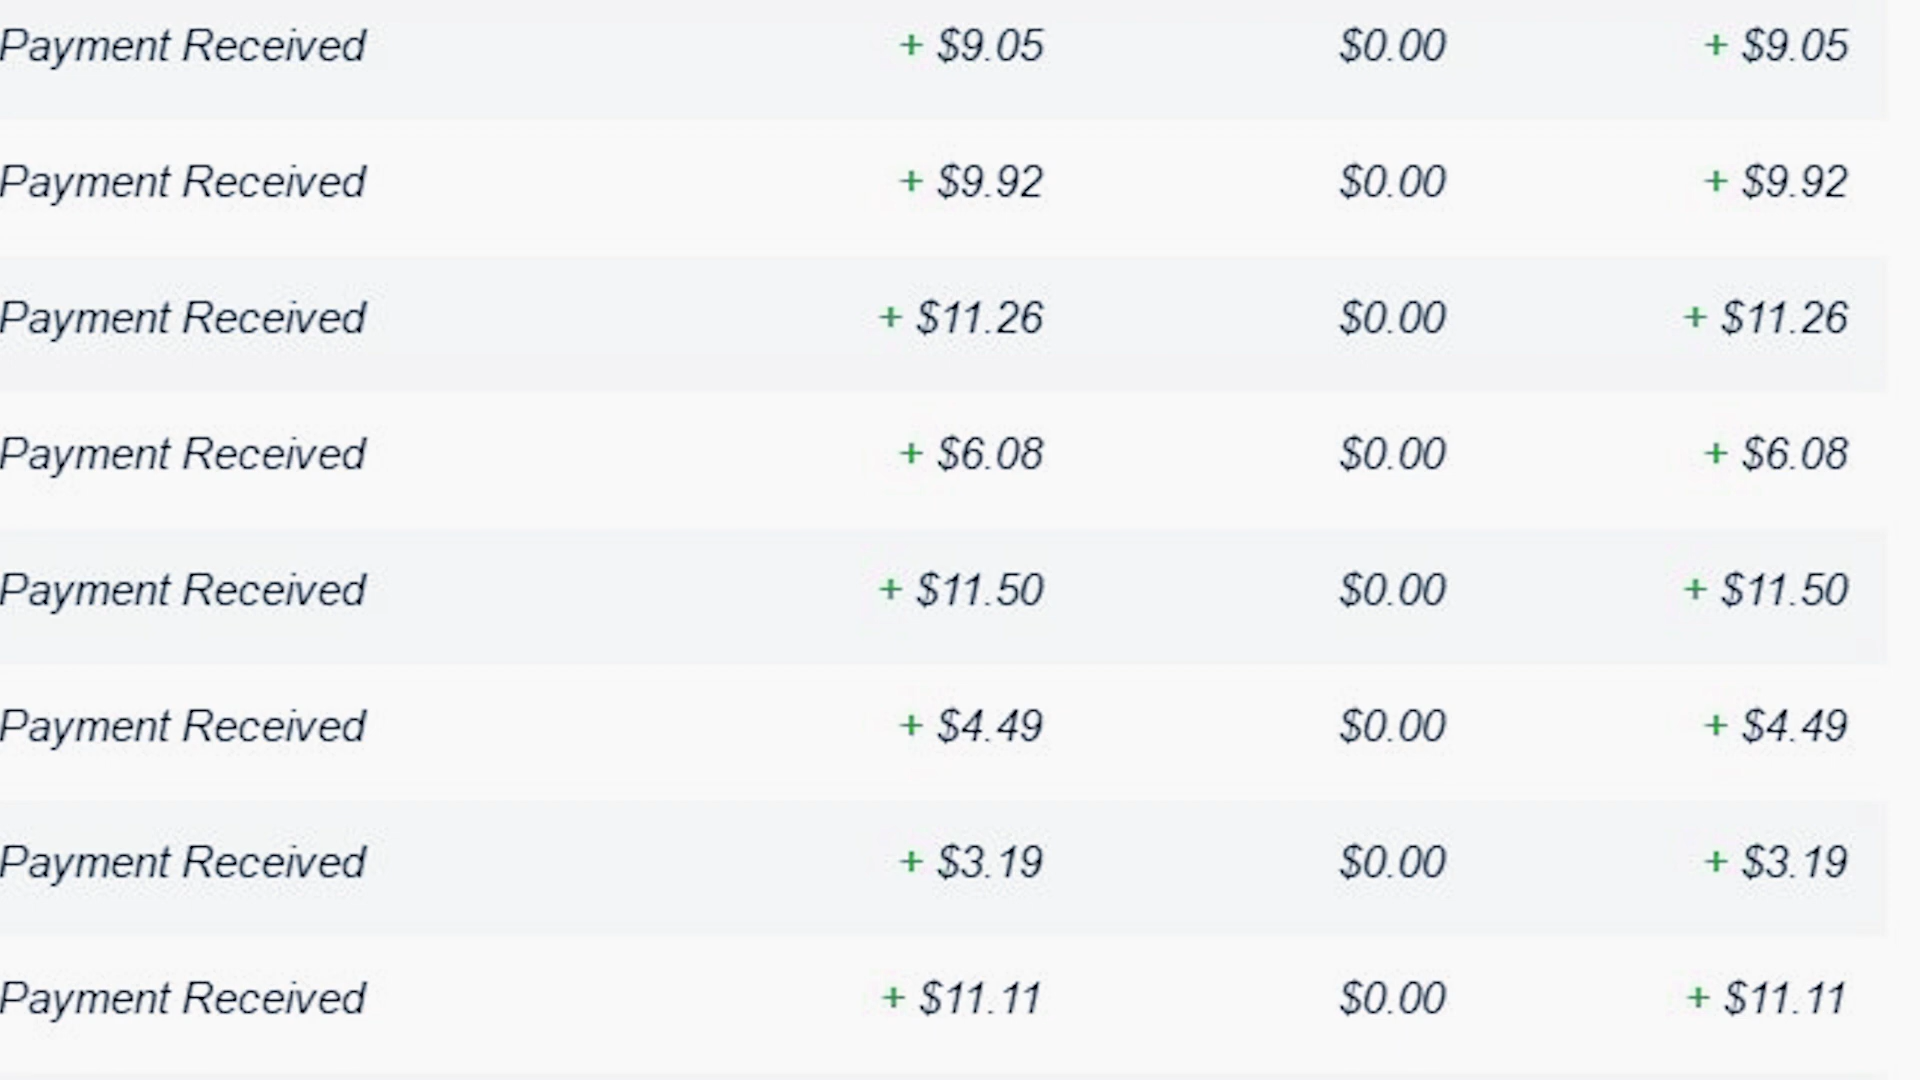 Payment Received + $9.05 $0.00 + $9.05
Payment Received + $9.92 $0.00 + $9.92
Payment Received + $11.26 $0.00 + $11.26
Payment Received + $6.08 $0.00 + $6.08
Payment Received + $11.50 $0.00 + $11.50
Payment Received + $4.49 $0.00 + $4.49
Payment Received + $3.19 $0.00 + $3.19
Payment Received + $11.11 $0.00 + $11.11